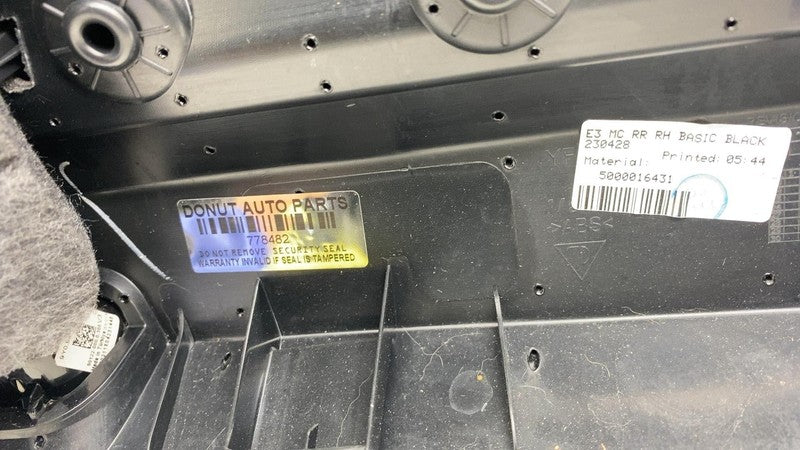 E3 MC RR RH BASIC BLACK
230428
Printed: 05:44
Material:
5000016431
DONUT AUTO PARTS
778482
DO NOT REMOVE SECURITY SEAL
WARRANTY INVALID IF SEAL IS TAMPERED
>ABS<